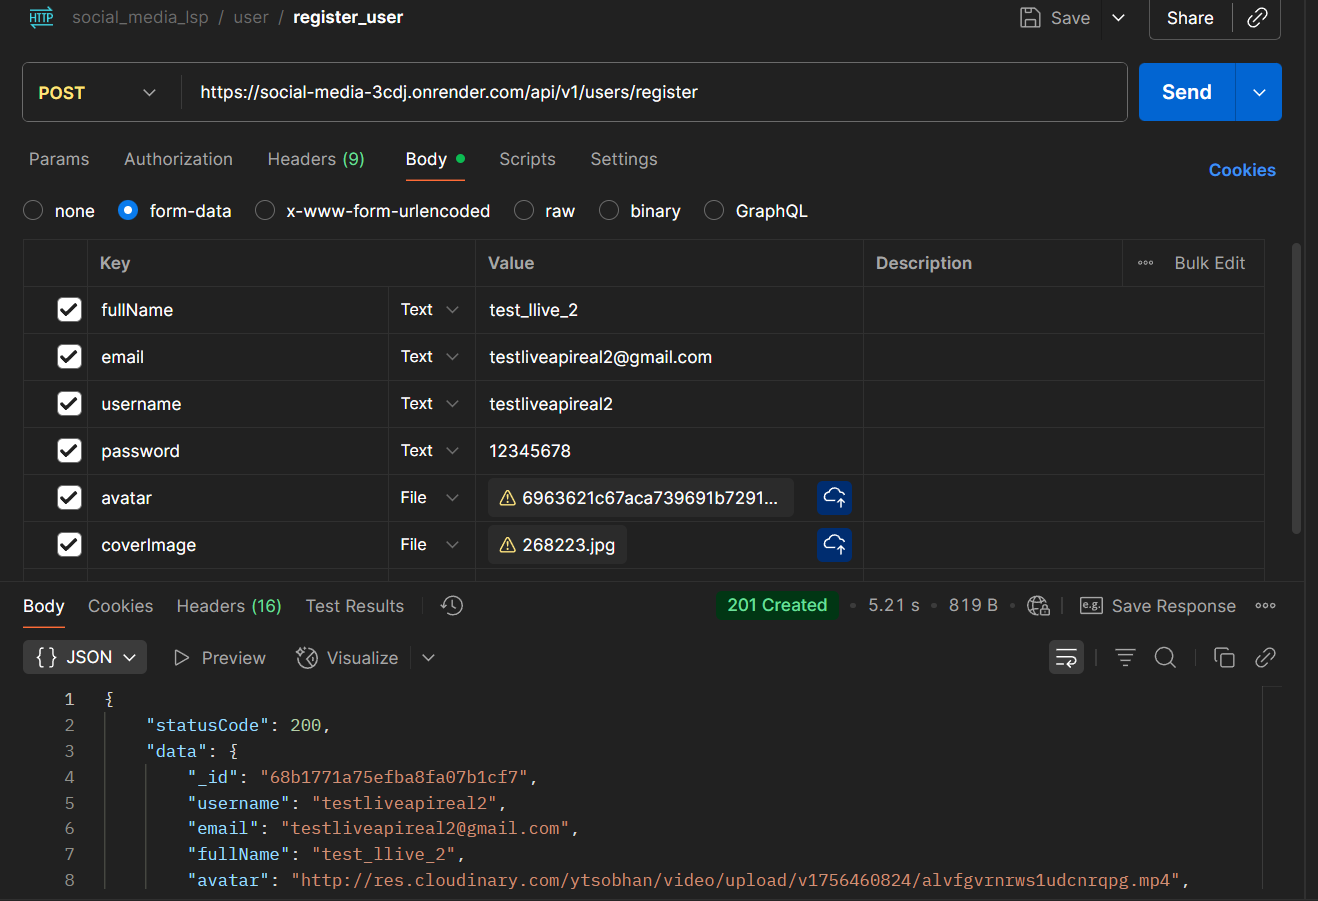 HTTP social_media_lsp / user / register_user Save Share
POST https://social-media-3cdj.onrender.com/api/v1/users/register Send
Params Authorization Headers (9) Body Scripts Settings Cookies
none form-data x-www-form-urlencoded raw binary GraphQL
Key Value Description Bulk Edit
fullName Text test_llive_2
email Text testliveapireal2@gmail.com
username Text testliveapireal2
password Text 12345678
avatar File 6963621c67aca739691b7291...
coverImage File 268223.jpg
Body Cookies Headers (16) Test Results 201 Created 5.21 s 819 B e.g. Save Response
{} JSON Preview Visualize
1 {
2 "statusCode": 200,
3 "data": {
4 "_id": "68b1771a75efba8fa07b1cf7",
5 "username": "testliveapireal2",
6 "email": "testliveapireal2@gmail.com",
7 "fullName": "test_llive_2",
8 "avatar": "http://res.cloudinary.com/ytsobhan/video/upload/v1756460824/alvfgvrnrws1udcnrqpg.mp4",